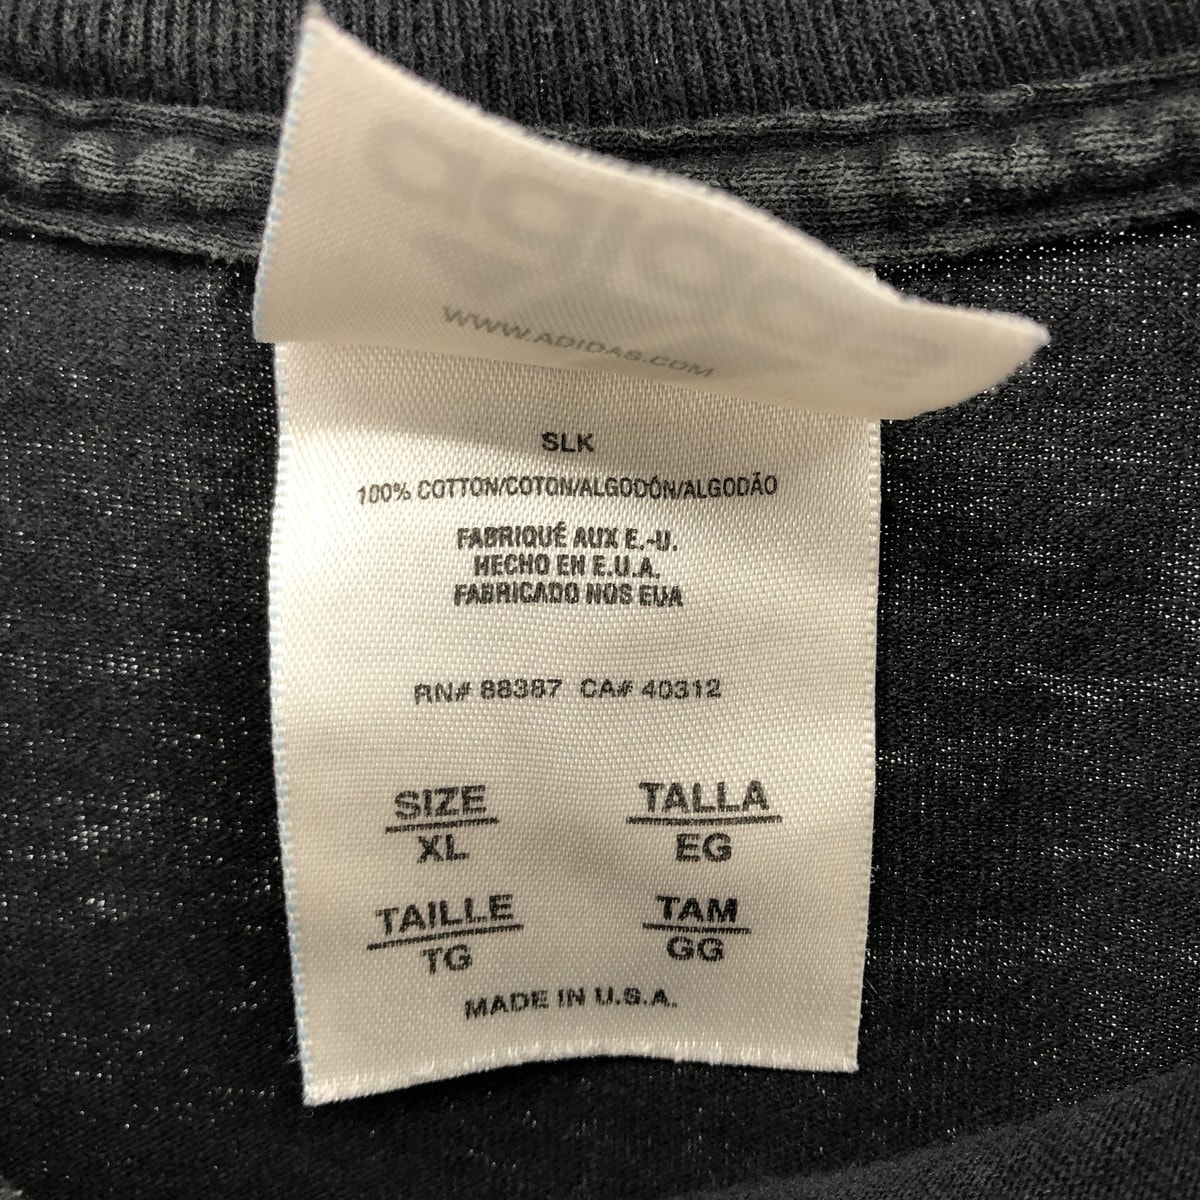 adidas
WWW.ADIDAS.COM
SLK
100% COTTON/COTON/ALGODÓN/ALGODÃO
FABRIQUÉ AUX E.-U.
HECHO EN E.U.A.
FABRICADO NOS EUA
RN# 88387 CA# 40312
SIZE TALLA
XL EG
TAILLE TAM
TG GG
MADE IN U.S.A.